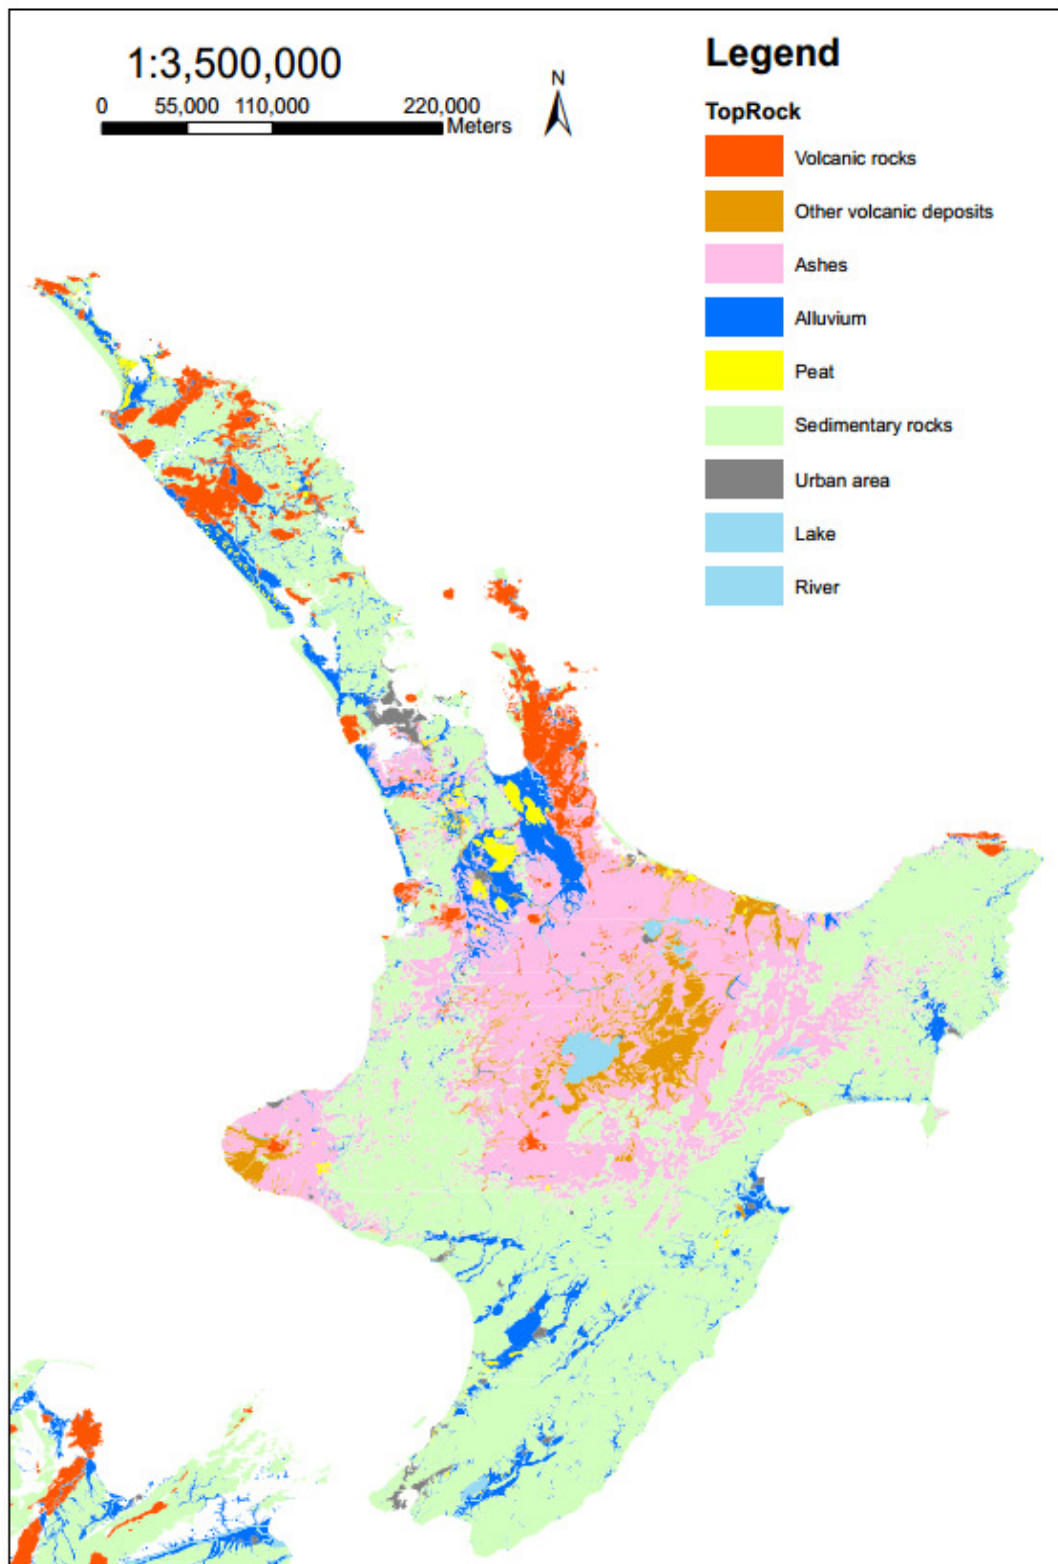 1:3,500,000
0 55,000 110,000 220,000
Meters
N
Legend
TopRock
Volcanic rocks
Other volcanic deposits
Ashes
Alluvium
Peat
Sedimentary rocks
Urban area
Lake
River